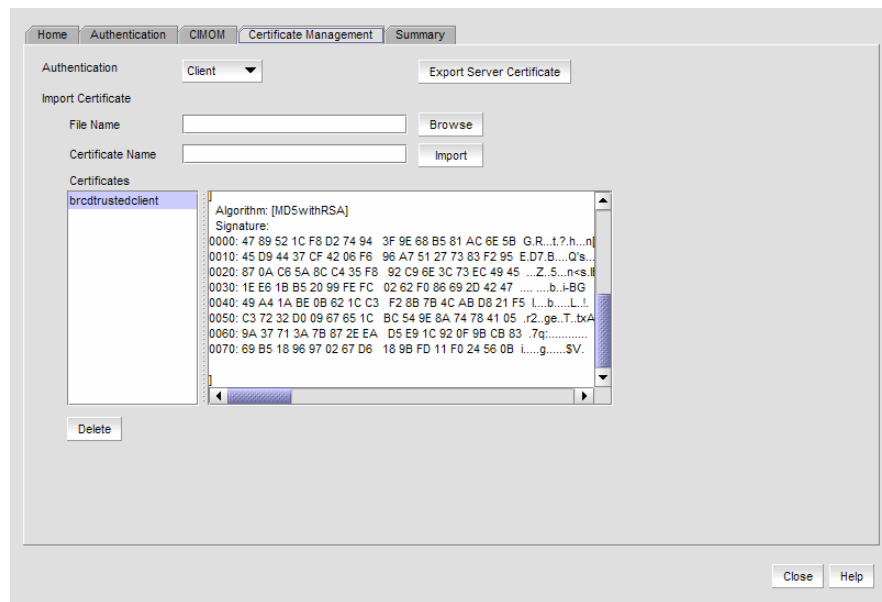 Home Authentication CIMOM Certificate Management Summary
Authentication Client Export Server Certificate
Import Certificate
File Name Browse
Certificate Name Import
Certificates
brcdtrustedclient
]
Algorithm: [MD5withRSA]
Signature:
0000: 47 89 52 1C F8 D2 74 94 3F 9E 68 B5 81 AC 6E 5B G.R...t.?.h...n[
0010: 45 D9 44 37 CF 42 06 F6 96 A7 51 27 73 83 F2 95 E.D7.B....Q's...
0020: 87 0A C6 5A 8C C4 35 F8 92 C9 6E 3C 73 EC 49 45 ...Z..5...n<s.IE
0030: 1E E6 1B B5 20 99 FE FC 02 62 F0 86 69 2D 42 47 .... ....b..i-BG
0040: 49 A4 1A BE 0B 62 1C C3 F2 8B 7B 4C AB D8 21 F5 I....b.....L..!.
0050: C3 72 32 D0 09 67 65 1C BC 54 9E 8A 74 78 41 05 .r2..ge..T..txA
0060: 9A 37 71 3A 7B 87 2E EA D5 E9 1C 92 0F 9B CB 83 .7q:............
0070: 69 B5 18 96 97 02 67 D6 18 9B FD 11 F0 24 56 0B i.....g......$V.
]
Delete
Close Help